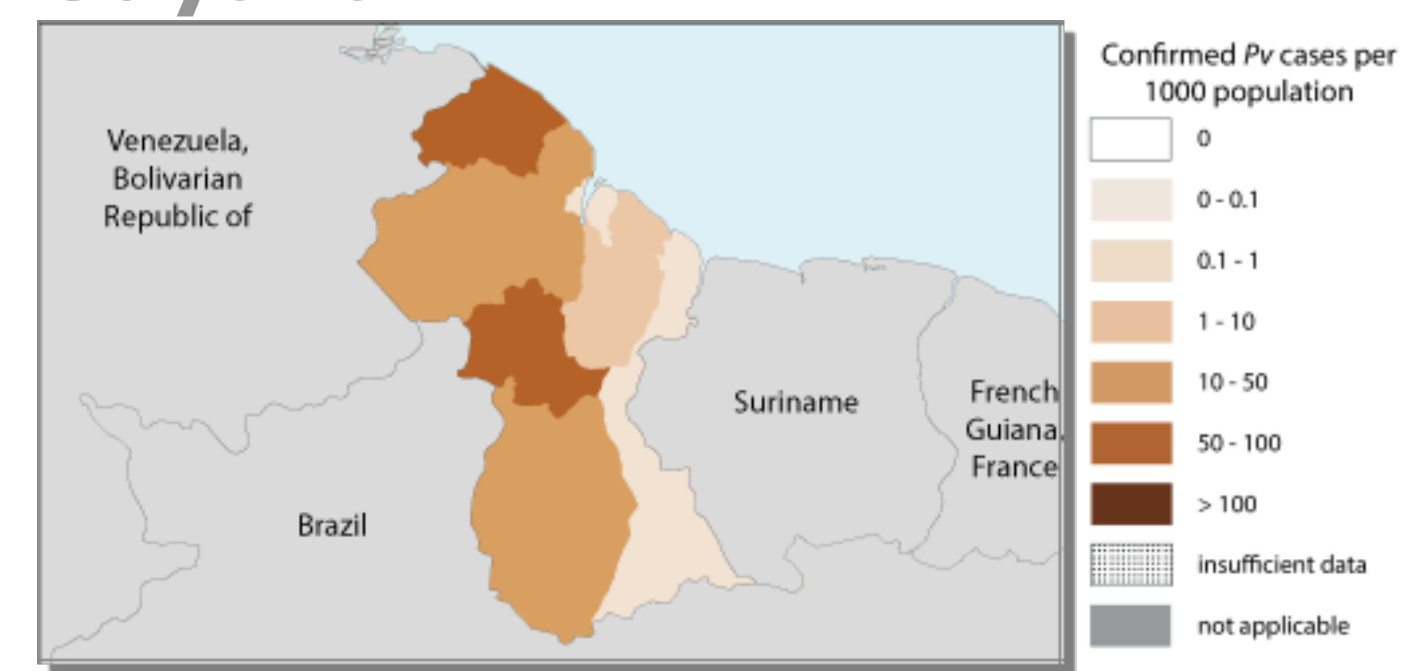 Venezuela,
Bolivarian
Republic of
Brazil
Suriname
French
Guiana,
France
Confirmed Pv cases per
1000 population
0
0 - 0.1
0.1 - 1
1 - 10
10 - 50
50 - 100
> 100
insufficient data
not applicable